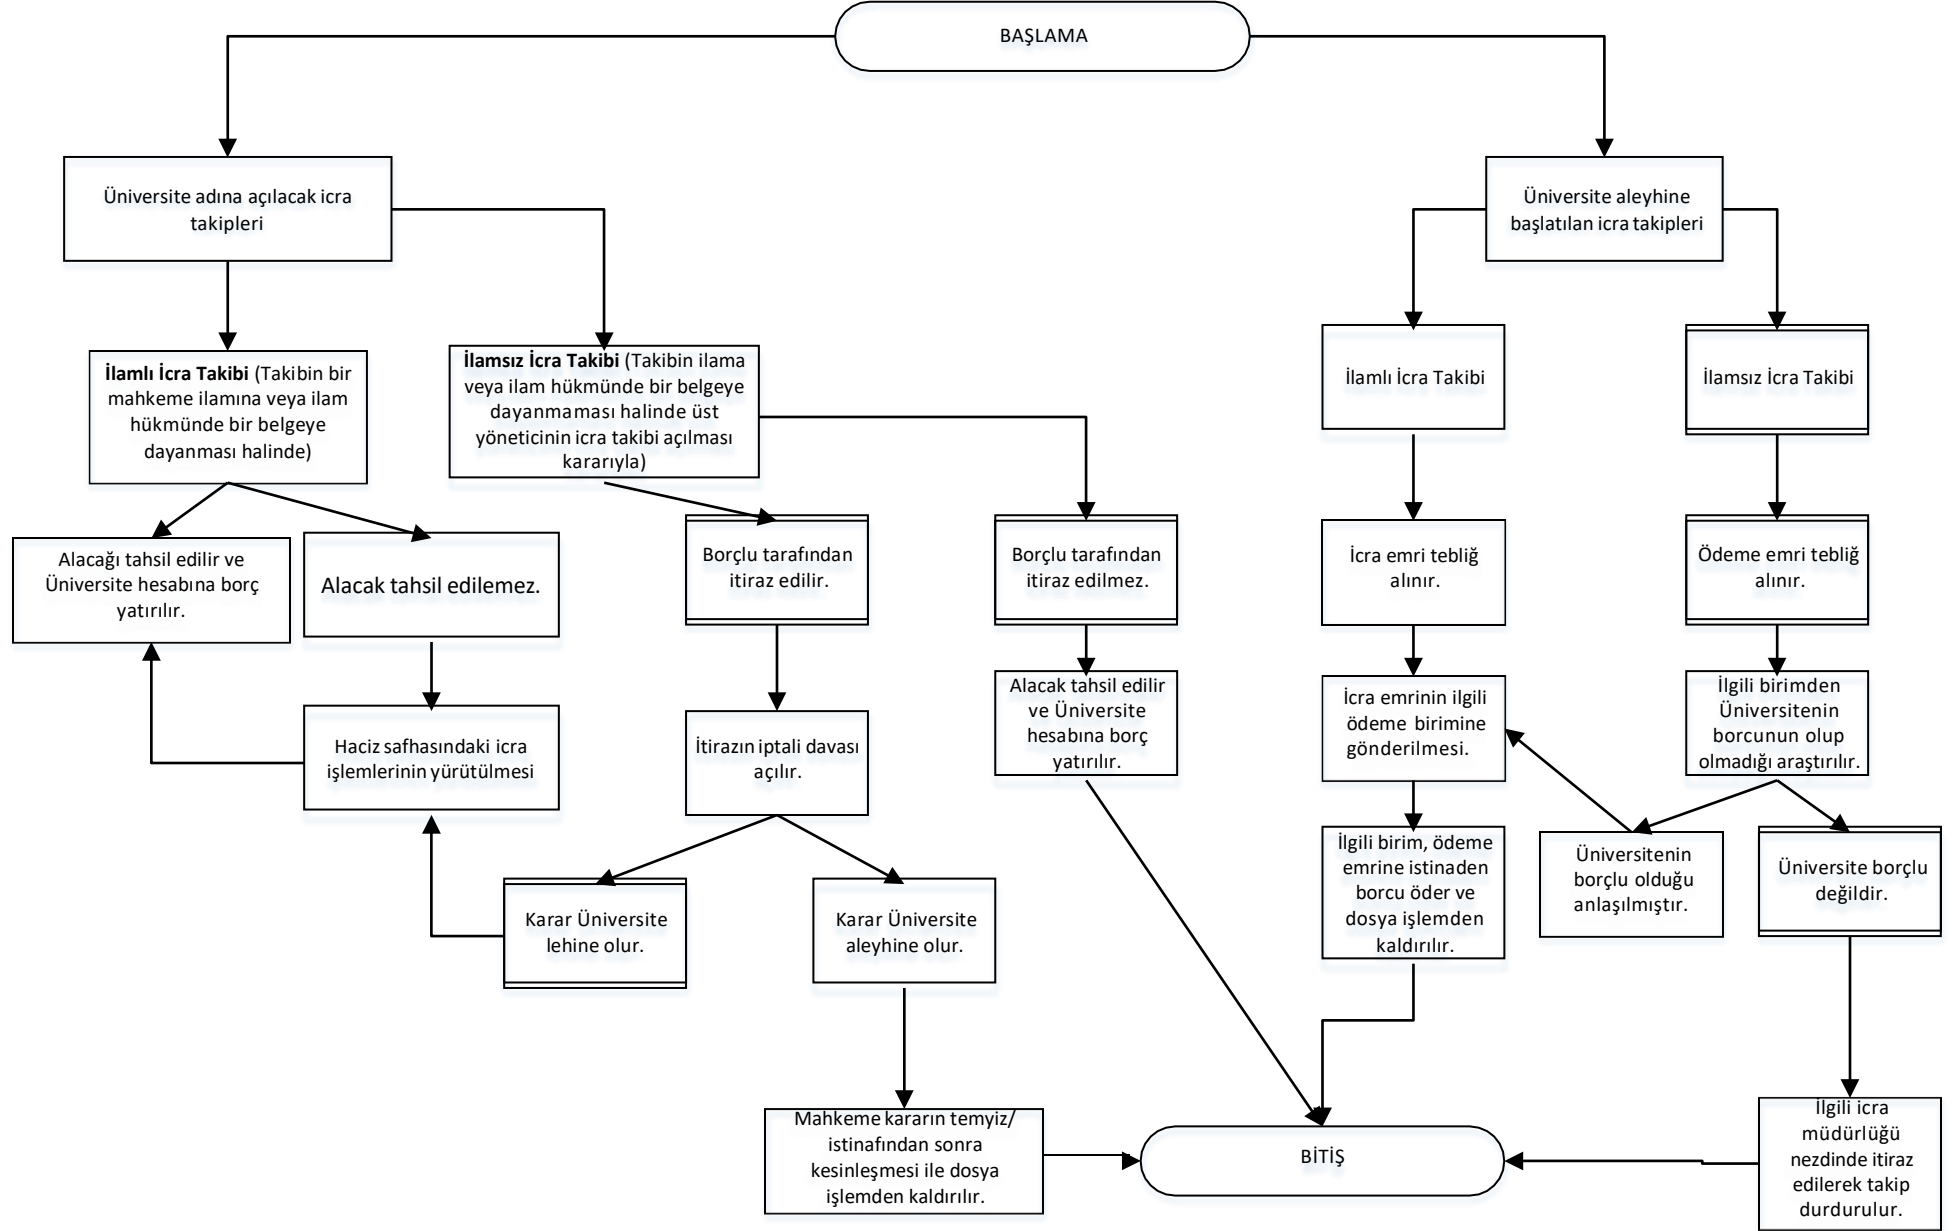 BAŞLAMA
Üniversite adına açılacak icra
takipleri
Üniversite aleyhine
başlatılan icra takipleri
İlamlı İcra Takibi (Takibin bir
mahkeme ilamına veya ilam
hükmünde bir belgeye
dayanması halinde)
İlamsız İcra Takibi (Takibin ilama
veya ilam hükmünde bir belgeye
dayanmaması halinde üst
yöneticinin icra takibi açılması
kararıyla)
İlamlı İcra Takibi
İlamsız İcra Takibi
Alacağı tahsil edilir ve
Üniversite hesabına borç
yatırılır.
Alacak tahsil edilemez.
Borçlu tarafından
itiraz edilir.
Borçlu tarafından
itiraz edilmez.
İcra emri tebliğ
alınır.
Ödeme emri tebliğ
alınır.
Haciz safhasındaki icra
işlemlerinin yürütülmesi
İtirazın iptali davası
açılır.
Alacak tahsil edilir
ve Üniversite
hesabına borç
yatırılır.
İcra emrinin ilgili
ödeme birimine
gönderilmesi.
İlgili birimden
Üniversitenin
borcunun olup
olmadığı araştırılır.
Karar Üniversite
lehine olur.
Karar Üniversite
aleyhine olur.
İlgili birim, ödeme
emrine istinaden
borcu öder ve
dosya işlemden
kaldırılır.
Üniversitenin
borçlu olduğu
anlaşılmıştır.
Üniversite borçlu
değildir.
Mahkeme kararın temyiz/
istinafından sonra
kesinleşmesi ile dosya
işlemden kaldırılır.
BİTİŞ
İlgili icra
müdürlüğü
nezdinde itiraz
edilerek takip
durdurulur.